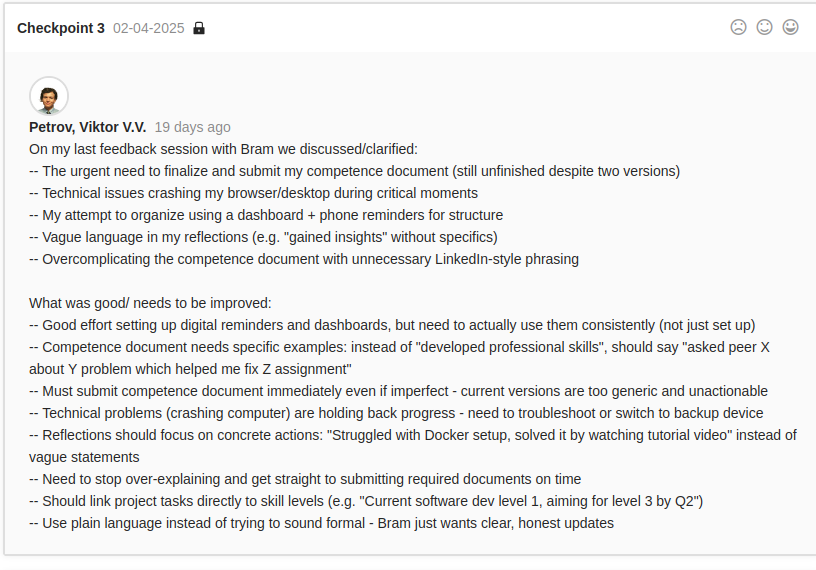 Checkpoint 3 02-04-2025
Petrov, Viktor V.V. 19 days ago
On my last feedback session with Bram we discussed/clarified:
-- The urgent need to finalize and submit my competence document (still unfinished despite two versions)
-- Technical issues crashing my browser/desktop during critical moments
-- My attempt to organize using a dashboard + phone reminders for structure
-- Vague language in my reflections (e.g. "gained insights" without specifics)
-- Overcomplicating the competence document with unnecessary LinkedIn-style phrasing
What was good/ needs to be improved:
-- Good effort setting up digital reminders and dashboards, but need to actually use them consistently (not just set up)
-- Competence document needs specific examples: instead of "developed professional skills", should say "asked peer X
about Y problem which helped me fix Z assignment"
-- Must submit competence document immediately even if imperfect - current versions are too generic and unactionable
-- Technical problems (crashing computer) are holding back progress - need to troubleshoot or switch to backup device
-- Reflections should focus on concrete actions: "Struggled with Docker setup, solved it by watching tutorial video" instead of
vague statements
-- Need to stop over-explaining and get straight to submitting required documents on time
-- Should link project tasks directly to skill levels (e.g. "Current software dev level 1, aiming for level 3 by Q2")
-- Use plain language instead of trying to sound formal - Bram just wants clear, honest updates